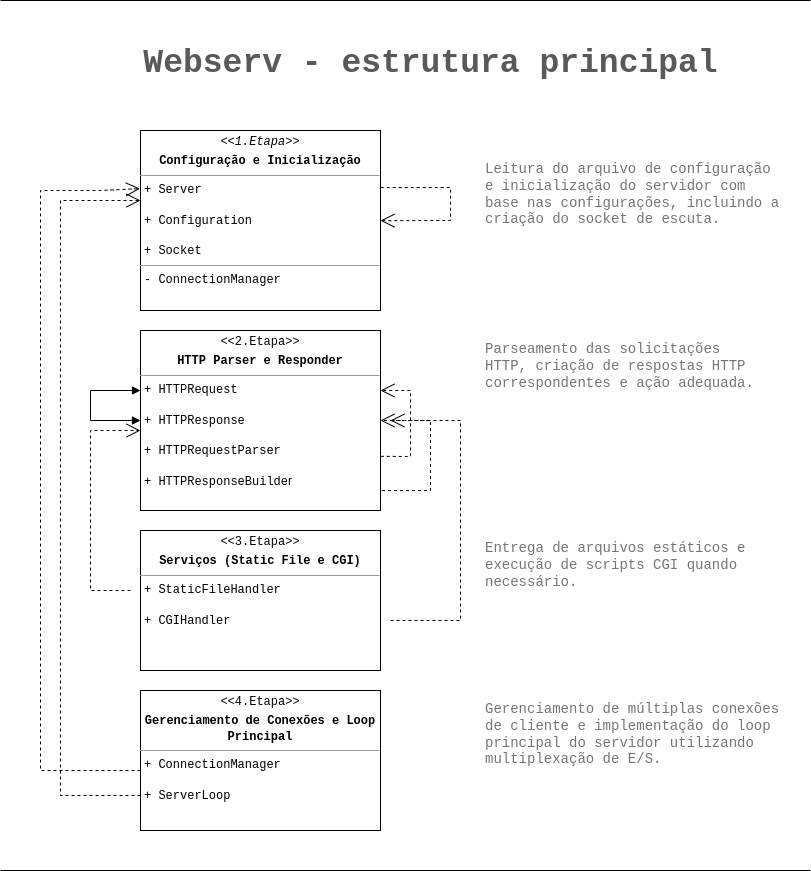 Webserv - estrutura principal
<<1.Etapa>>
Configuração e Inicialização
+ Server
+ Configuration
+ Socket
- ConnectionManager
Leitura do arquivo de configuração
e inicialização do servidor com
base nas configurações, incluindo a
criação do socket de escuta.
<<2.Etapa>>
HTTP Parser e Responder
+ HTTPRequest
+ HTTPResponse
+ HTTPRequestParser
+ HTTPResponseBuilder
Parseamento das solicitações
HTTP, criação de respostas HTTP
correspondentes e ação adequada.
<<3.Etapa>>
Serviços (Static File e CGI)
+ StaticFileHandler
+ CGIHandler
Entrega de arquivos estáticos e
execução de scripts CGI quando
necessário.
<<4.Etapa>>
Gerenciamento de Conexões e Loop
Principal
+ ConnectionManager
+ ServerLoop
Gerenciamento de múltiplas conexões
de cliente e implementação do loop
principal do servidor utilizando
multiplexação de E/S.